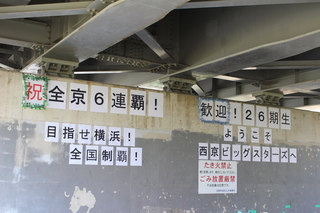 祝 全京6連覇!
目指せ横浜!
全国制覇!
歓迎!26期生
ようこそ
西京ビッグスターズへ
たき火禁止
ごみ放置厳禁